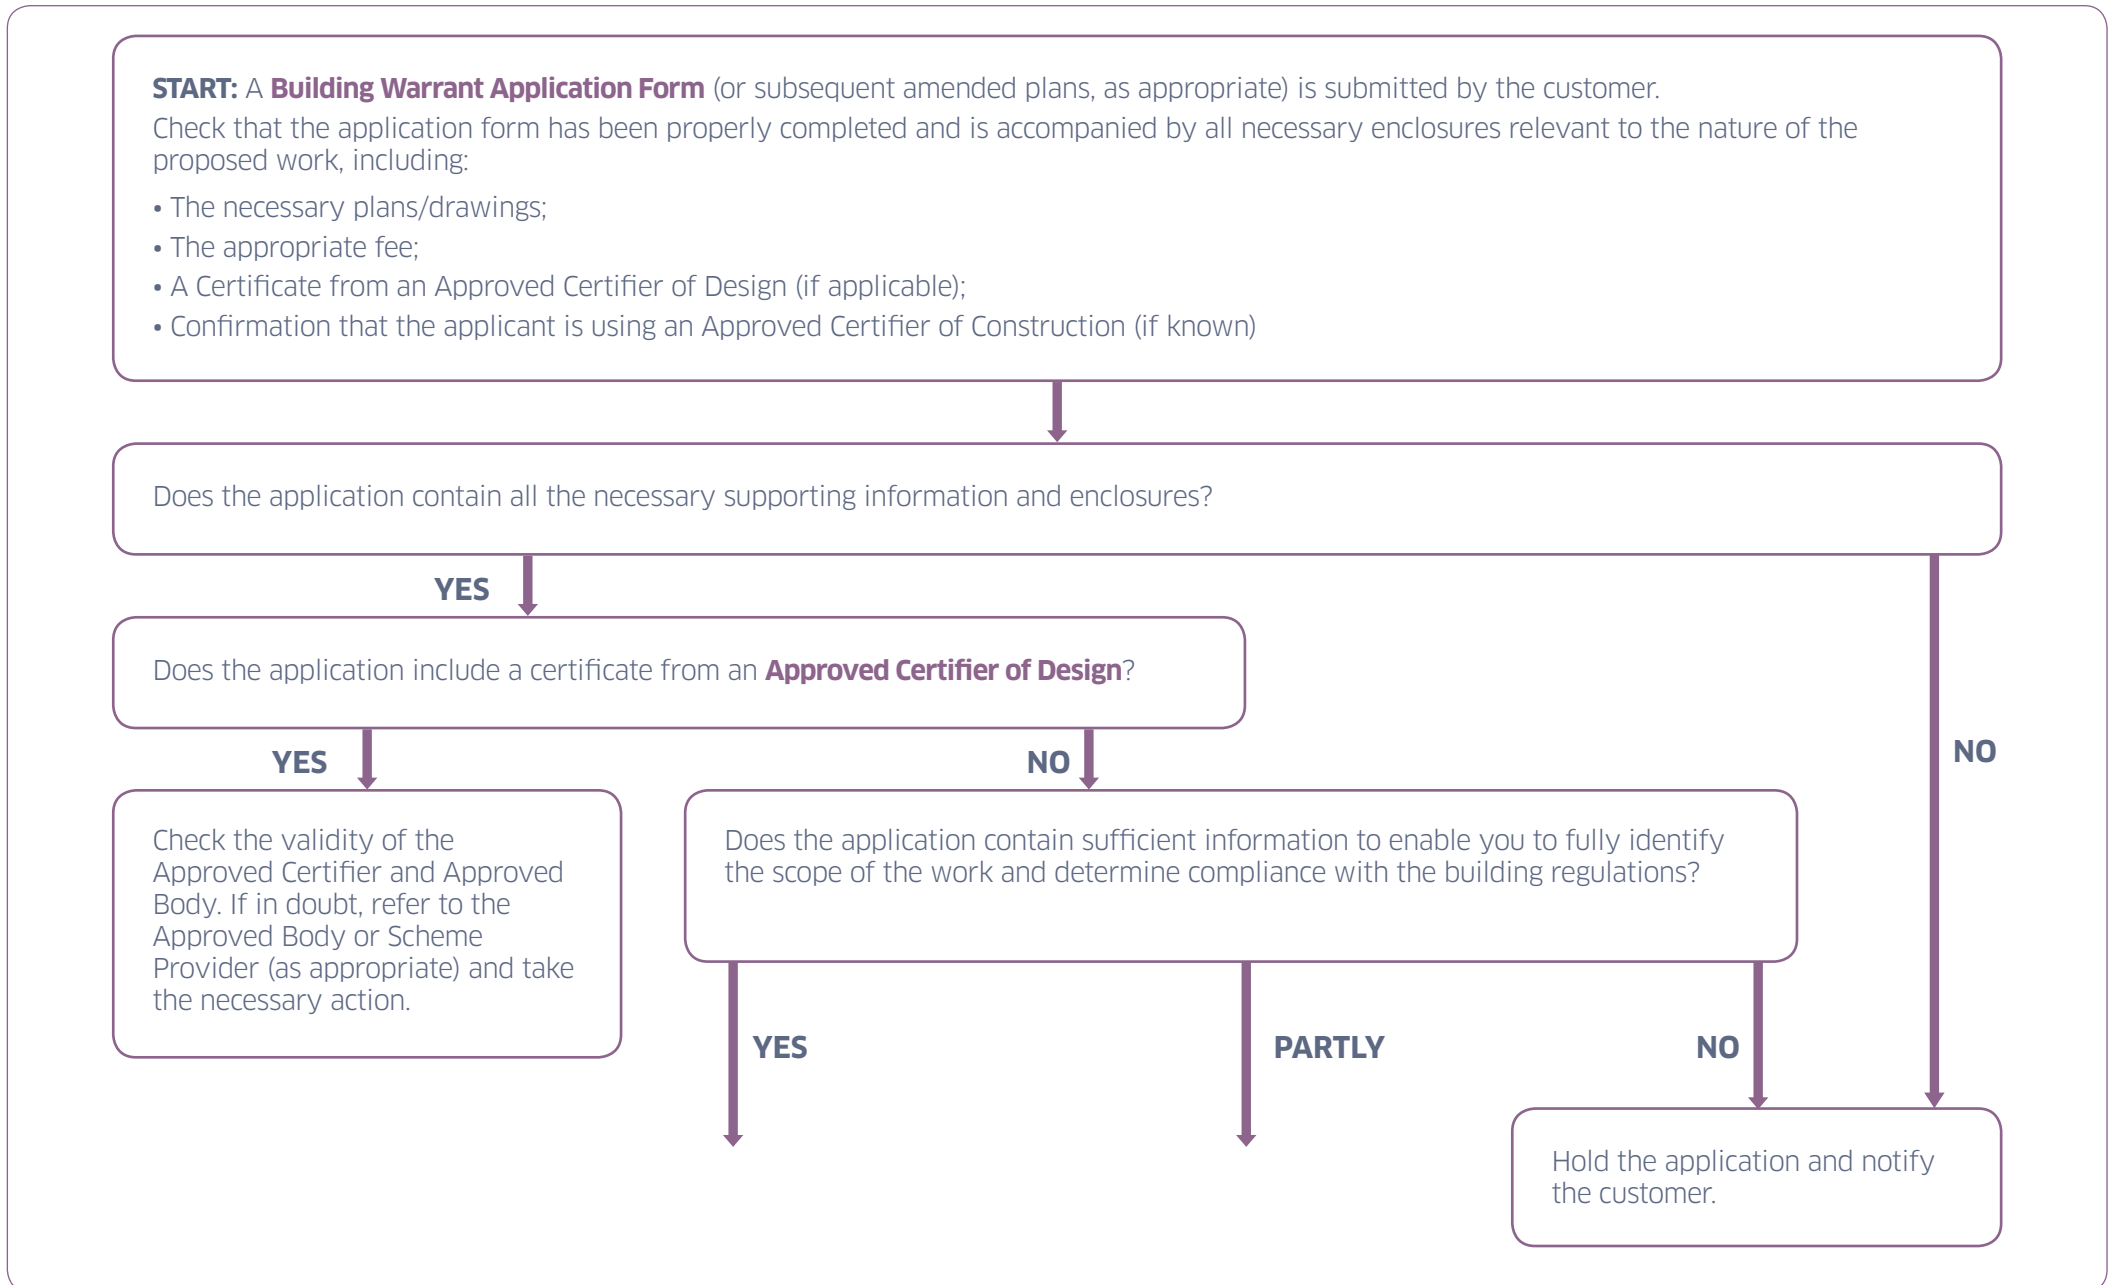 START: A Building Warrant Application Form (or subsequent amended plans, as appropriate) is submitted by the customer.
Check that the application form has been properly completed and is accompanied by all necessary enclosures relevant to the nature of the
proposed work, including:
• The necessary plans/drawings;
• The appropriate fee;
• A Certificate from an Approved Certifier of Design (if applicable);
• Confirmation that the applicant is using an Approved Certifier of Construction (if known)
Does the application contain all the necessary supporting information and enclosures?
YES
NO
Does the application include a certificate from an Approved Certifier of Design?
YES
NO
Check the validity of the
Approved Certifier and Approved
Body. If in doubt, refer to the
Approved Body or Scheme
Provider (as appropriate) and take
the necessary action.
Does the application contain sufficient information to enable you to fully identify
the scope of the work and determine compliance with the building regulations?
YES
PARTLY
NO
Hold the application and notify
the customer.